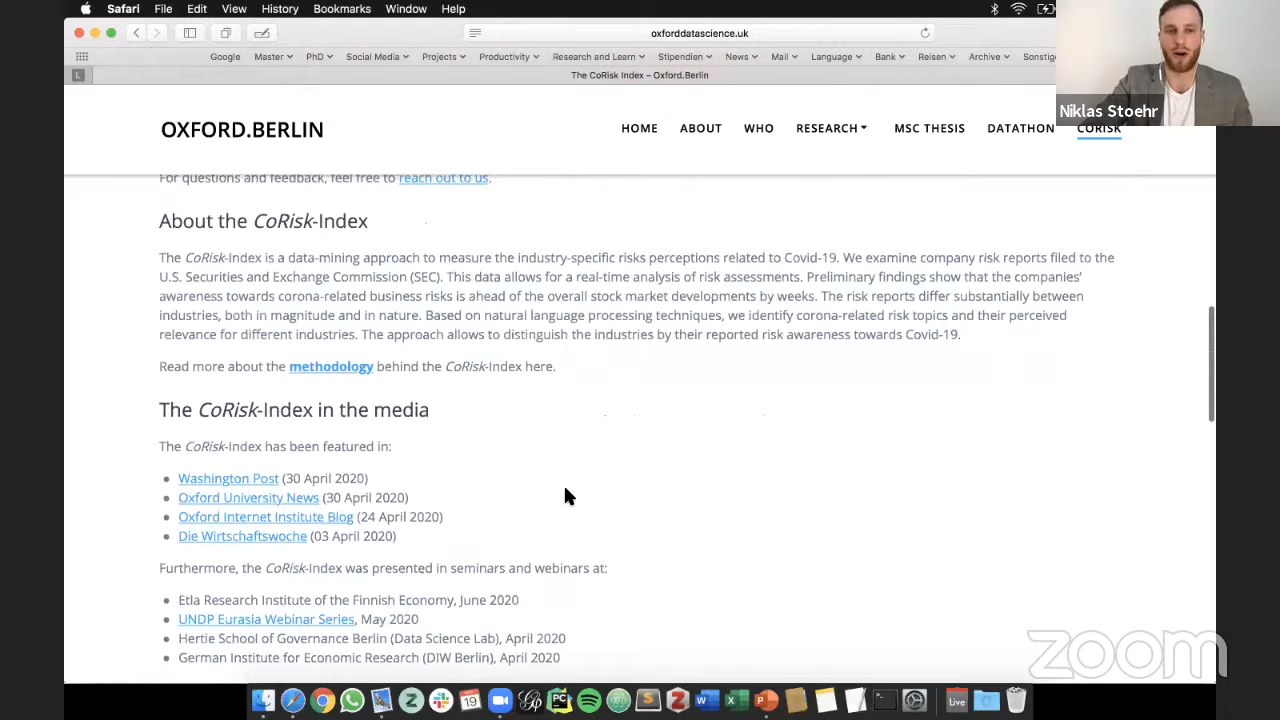 Safari File Edit View History Bookmarks Window Help
oxforddatascience.uk
Google Master PhD Social Media Projects Productivity Research and Learn Stipendien News Mail Language Bank Reisen Archive Sonstig
L The CoRisk Index – Oxford.Berlin
Niklas Stoehr
OXFORD.BERLIN HOME ABOUT WHO RESEARCH MSC THESIS DATATHON CORISK
For questions and feedback, feel free to reach out to us.
About the CoRisk-Index
The CoRisk-Index is a data-mining approach to measure the industry-specific risks perceptions related to Covid-19. We examine company risk reports filed to the
U.S. Securities and Exchange Commission (SEC). This data allows for a real-time analysis of risk assessments. Preliminary findings show that the companies'
awareness towards corona-related business risks is ahead of the overall stock market developments by weeks. The risk reports differ substantially between
industries, both in magnitude and in nature. Based on natural language processing techniques, we identify corona-related risk topics and their perceived
relevance for different industries. The approach allows to distinguish the industries by their reported risk awareness towards Covid-19.
Read more about the methodology behind the CoRisk-Index here.
The CoRisk-Index in the media
The CoRisk-Index has been featured in:
Washington Post (30 April 2020)
Oxford University News (30 April 2020)
Oxford Internet Institute Blog (24 April 2020)
Die Wirtschaftswoche (03 April 2020)
Furthermore, the CoRisk-Index was presented in seminars and webinars at:
Etla Research Institute of the Finnish Economy, June 2020
UNDP Eurasia Webinar Series, May 2020
Hertie School of Governance Berlin (Data Science Lab), April 2020
German Institute for Economic Research (DIW Berlin), April 2020
zoom
19 PC Live